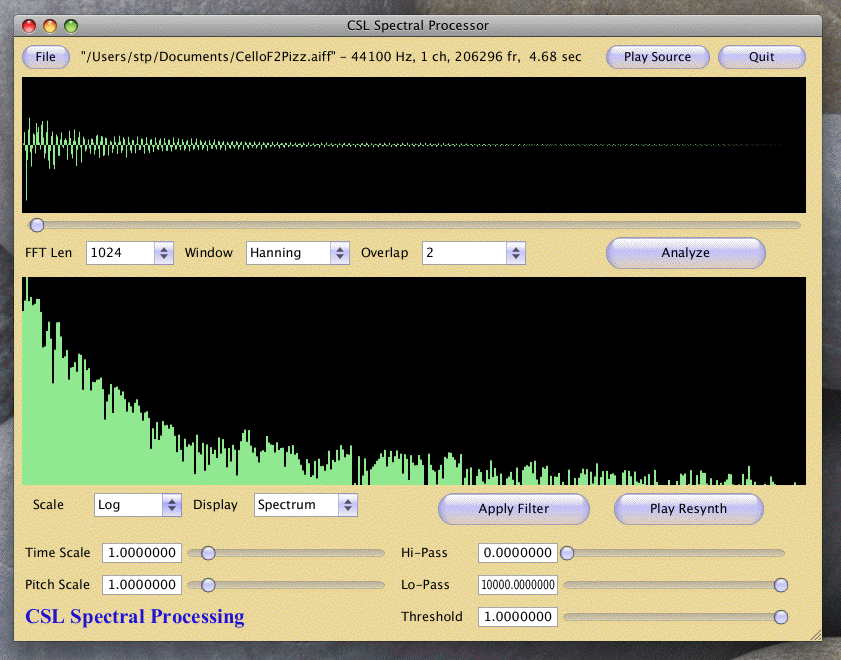 CSL Spectral Processor
File "/Users/stp/Documents/CelloF2Pizz.aiff" - 44100 Hz, 1 ch, 206296 fr, 4.68 sec Play Source Quit
FFT Len 1024 Window Hanning Overlap 2 Analyze
Scale Log Display Spectrum Apply Filter Play Resynth
Time Scale 1.0000000 Hi-Pass 0.0000000
Pitch Scale 1.0000000 Lo-Pass 10000.0000000
CSL Spectral Processing Threshold 1.0000000